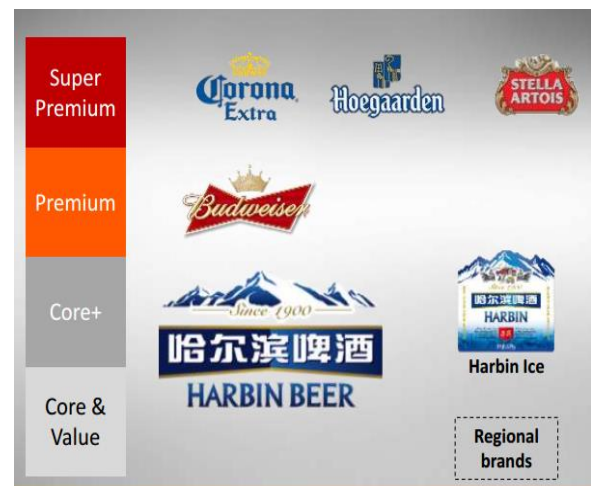 Super
Premium
Corona
Extra
Hoegaarden
STELLA
ARTOIS
Premium
Budweiser
Core+
Since 1900
哈尔滨啤酒
HARBIN BEER
哈尔滨啤酒
HARBIN
Harbin Ice
Core &
Value
Regional
brands